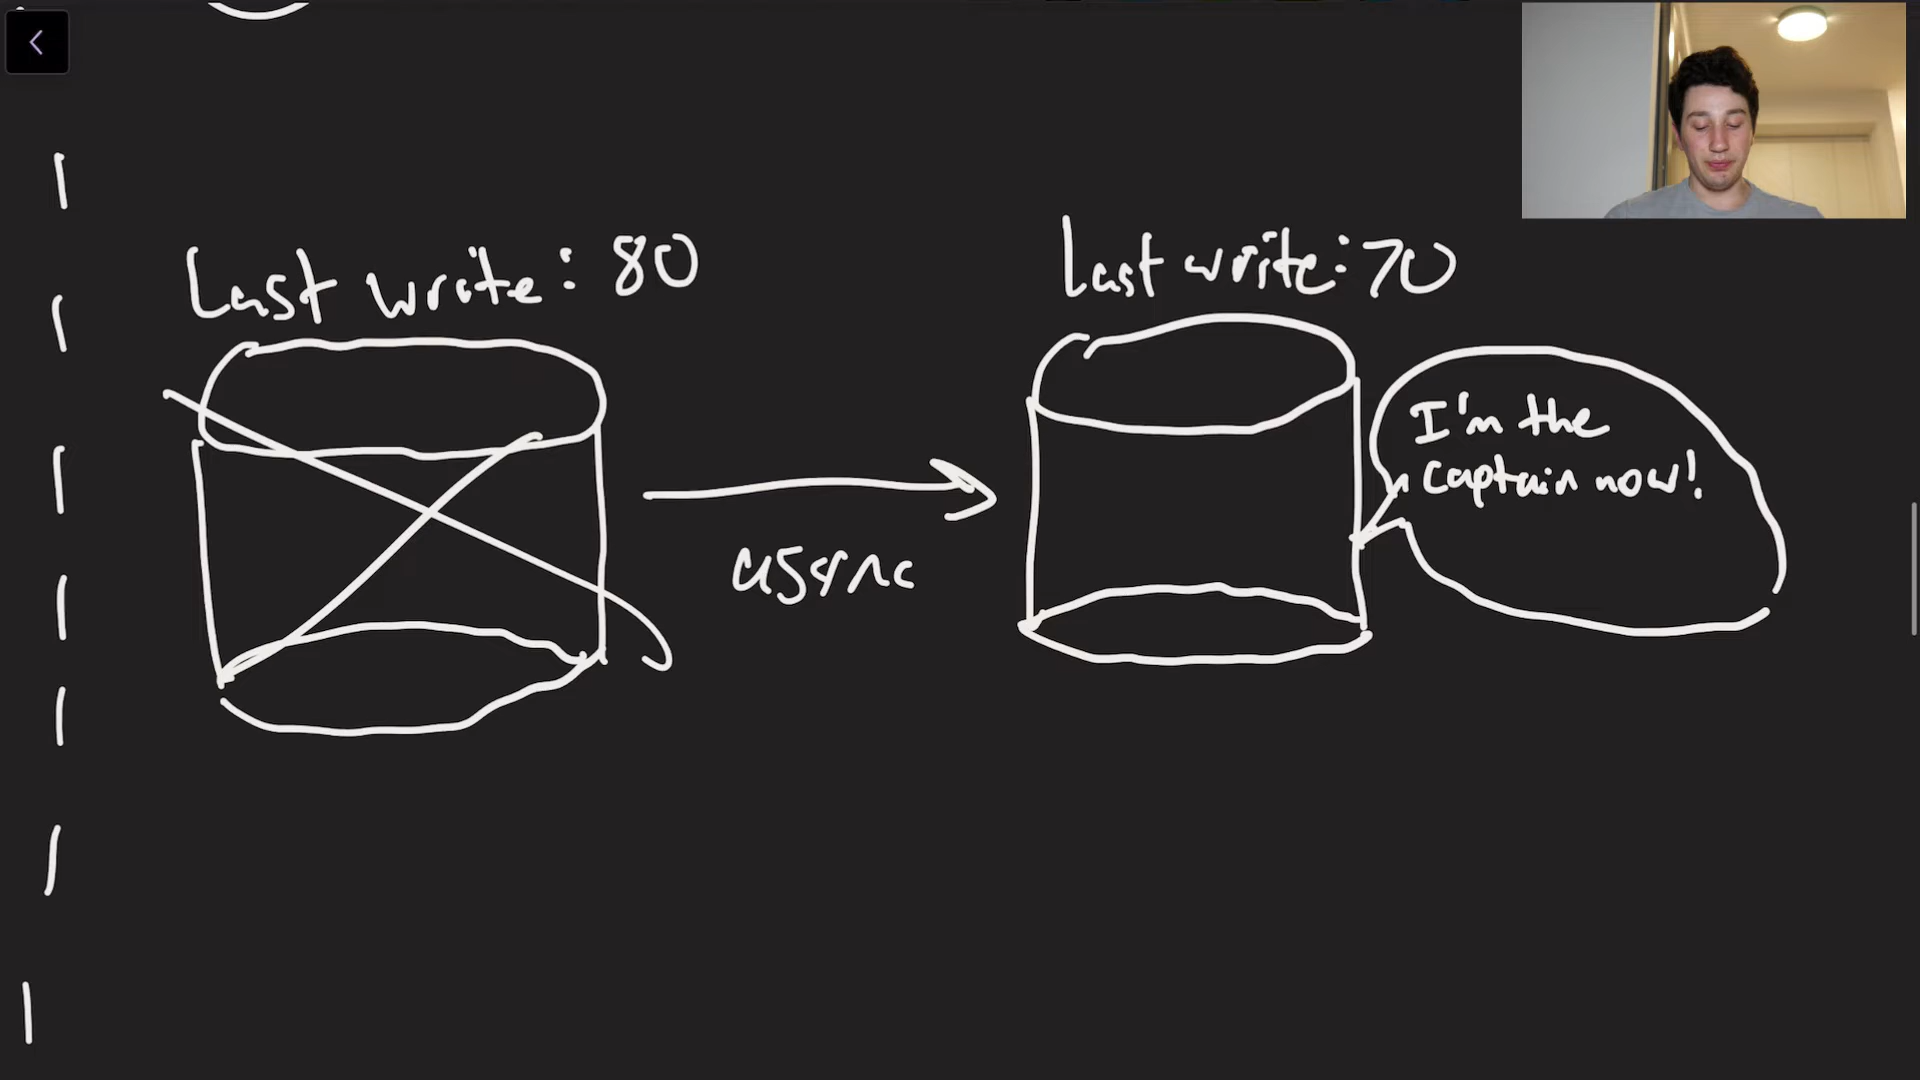 Last write: 80
Last write: 70
I'm the
captain now!
async